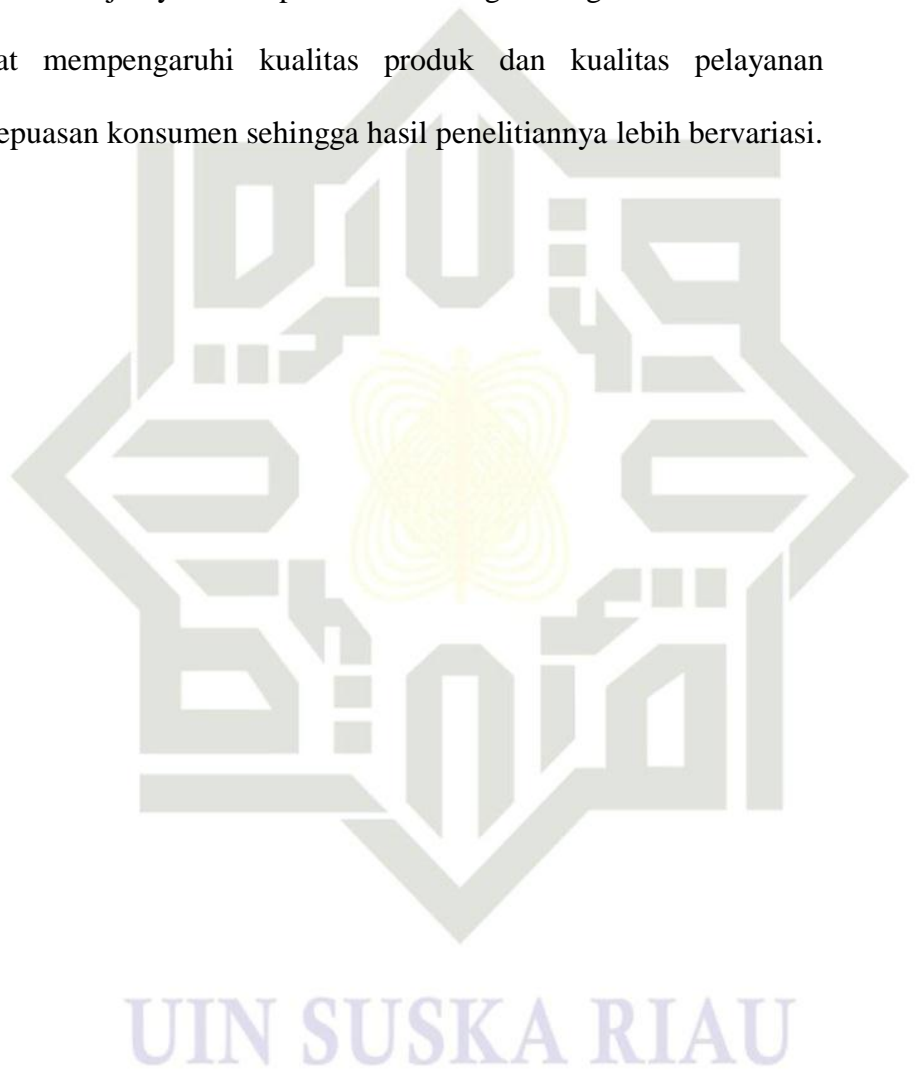 at mempengaruhi kualitas produk dan kualitas pelayanan
epuasan konsumen sehingga hasil penelitiannya lebih bervariasi.
UIN SUSKA RIAU